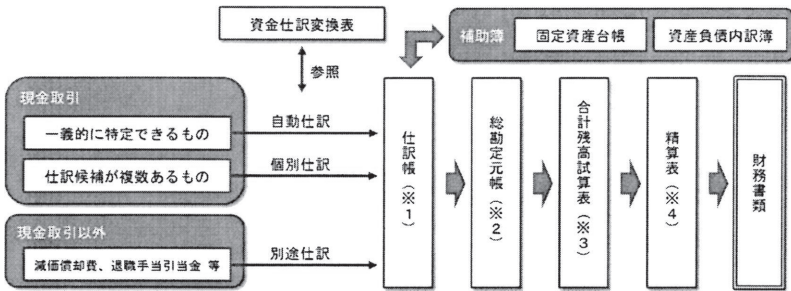 資金仕訳変換表
補助簿
固定資産台帳
資産負債内訳簿
参照
現金取引
一義的に特定できるもの
自動仕訳
仕訳候補が複数あるもの
個別仕訳
現金取引以外
減価償却費、退職手当引当金 等
別途仕訳
仕訳帳（※1）
総勘定元帳（※2）
合計残高試算表（※3）
精算表（※4）
財務書類